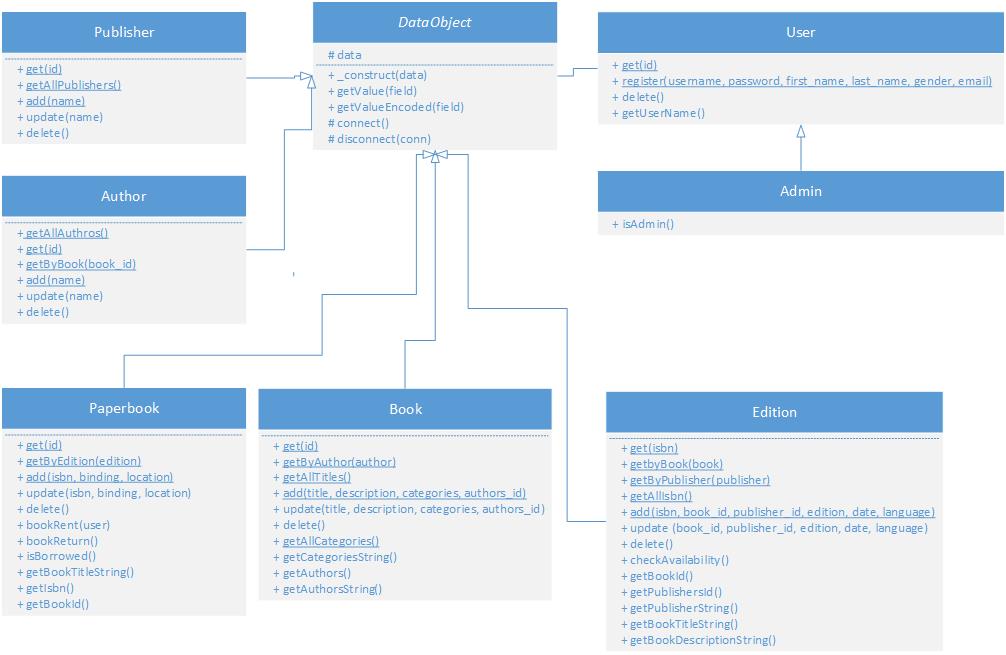 Publisher
+ get(id)
+ getAllPublishers()
+ add(name)
+ update(name)
+ delete()
DataObject
# data
+ _construct(data)
+ getValue(field)
+ getValueEncoded(field)
# connect()
# disconnect(conn)
User
+ get(id)
+ register(username, password, first_name, last_name, gender, email)
+ delete()
+ getUserName()
Author
+ getAllAuthros()
+ get(id)
+ getByBook(book_id)
+ add(name)
+ update(name)
+ delete()
Admin
+ isAdmin()
Paperbook
+ get(id)
+ getByEdition(edition)
+ add(isbn, binding, location)
+ update(isbn, binding, location)
+ delete()
+ bookRent(user)
+ bookReturn()
+ isBorrowed()
+ getBookTitleString()
+ getIsbn()
+ getBookId()
Book
+ get(id)
+ getByAuthor(author)
+ getAllTitles()
+ add(title, description, categories, authors_id)
+ update(title, description, categories, authors_id)
+ delete()
+ getAllCategories()
+ getCategoriesString()
+ getAuthors()
+ getAuthorsString()
Edition
+ get(isbn)
+ getbyBook(book)
+ getByPublisher(publisher)
+ getAllIsbn()
+ add(isbn, book_id, publisher_id, edition, date, language)
+ update (book_id, publisher_id, edition, date, language)
+ delete()
+ checkAvailability()
+ getBookId()
+ getPublishersId()
+ getPublisherString()
+ getBookTitleString()
+ getBookDescriptionString()